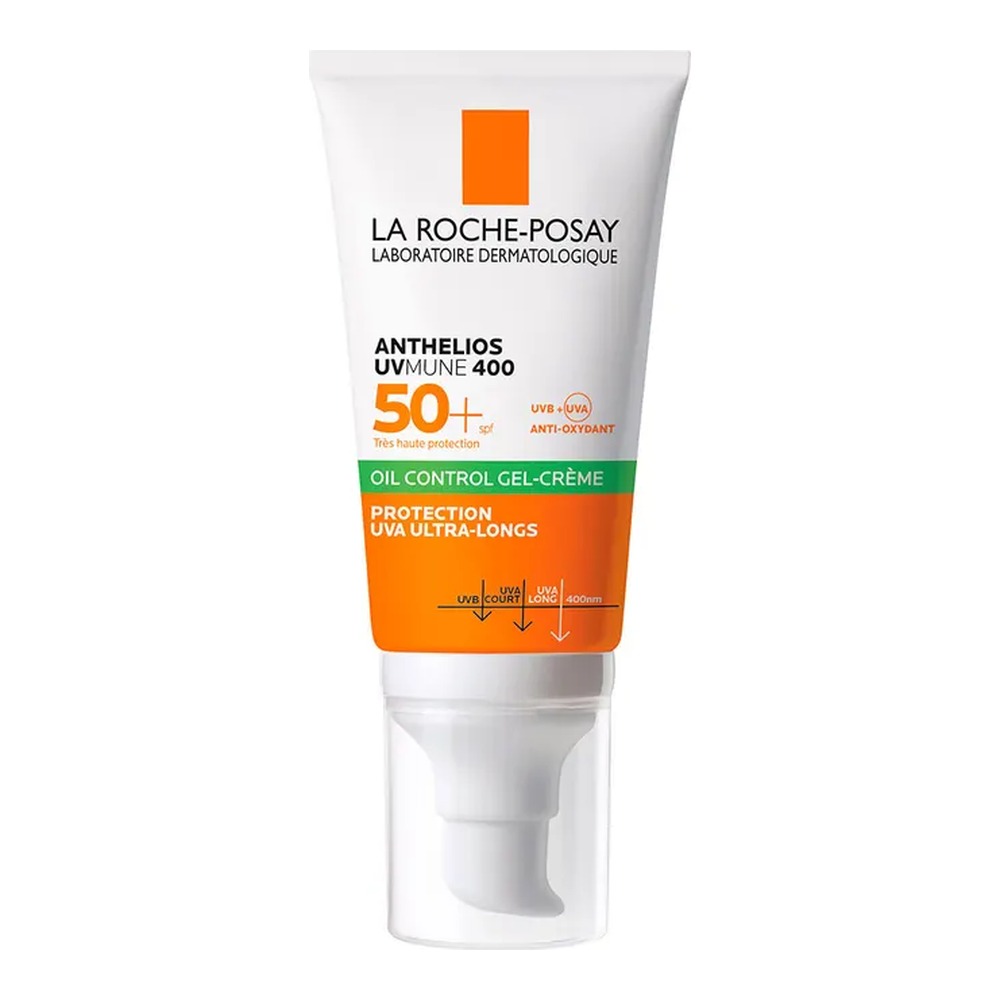 LA ROCHE-POSAY
LABORATOIRE DERMATOLOGIQUE
ANTHELIOS
UVMUNE 400
50+ spf
Très haute protection
UVB + UVA
ANTI-OXYDANT
OIL CONTROL GEL-CRÈME
PROTECTION
UVA ULTRA-LONGS
UVB
UVA COURT
UVA LONG
400nm